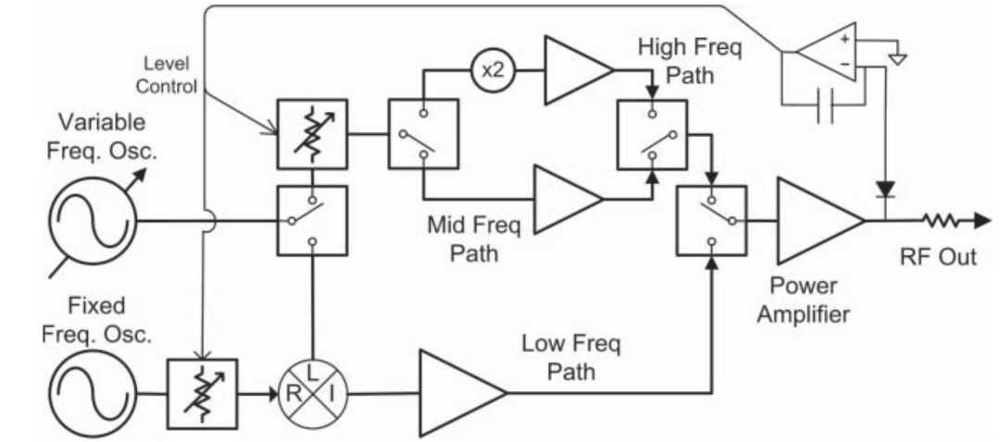 Level
Control
Variable
Freq. Osc.
x2
High Freq
Path
+
−
Mid Freq
Path
RF Out
Power
Amplifier
Fixed
Freq. Osc.
L
R
I
Low Freq
Path